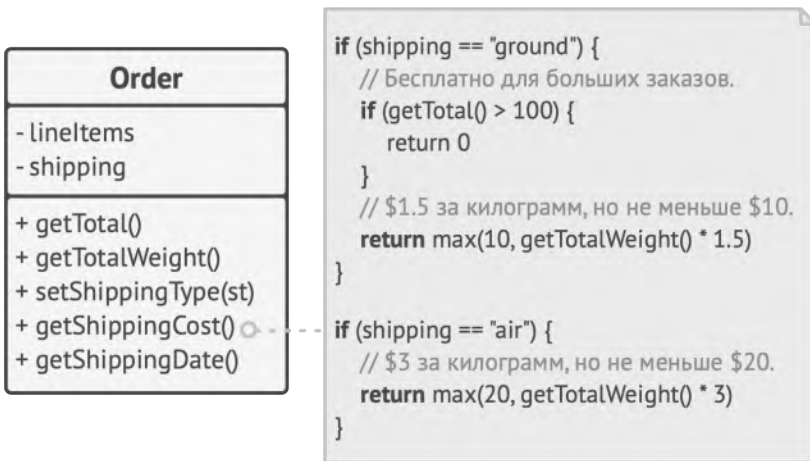 Order
- lineItems
- shipping
+ getTotal()
+ getTotalWeight()
+ setShippingType(st)
+ getShippingCost()
+ getShippingDate()
if (shipping == "ground") {
// Бесплатно для больших заказов.
if (getTotal() > 100) {
return 0
}
// $1.5 за килограмм, но не меньше $10.
return max(10, getTotalWeight() * 1.5)
}
if (shipping == "air") {
// $3 за килограмм, но не меньше $20.
return max(20, getTotalWeight() * 3)
}